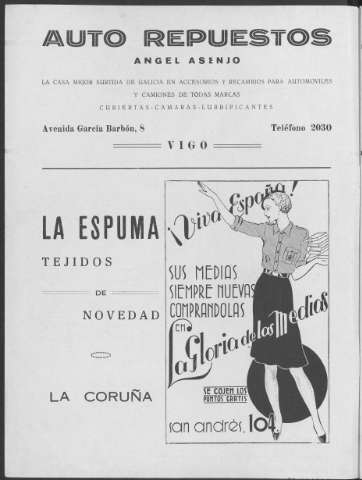 AUTO REPUESTOS
ANGEL ASENJO
LA CASA MEJOR SURTIDA DE GALICIA EN ACCESORIOS Y RECAMBIOS PARA AUTOMOVILES
Y CAMIONES DE TODAS MARCAS
CUBIERTAS-CAMARAS-LUBRIFICANTES
Avenida García Barbón, 8 Teléfono 2030
VIGO
LA ESPUMA
TEJIDOS
DE
NOVEDAD
LA CORUÑA
¡Viva España!
SUS MEDIAS
SIEMPRE NUEVAS
COMPRANDOLAS
EN
La Gloria de las Medias
SE COJEN LOS
PUNTOS GRATIS
san andrés, 104